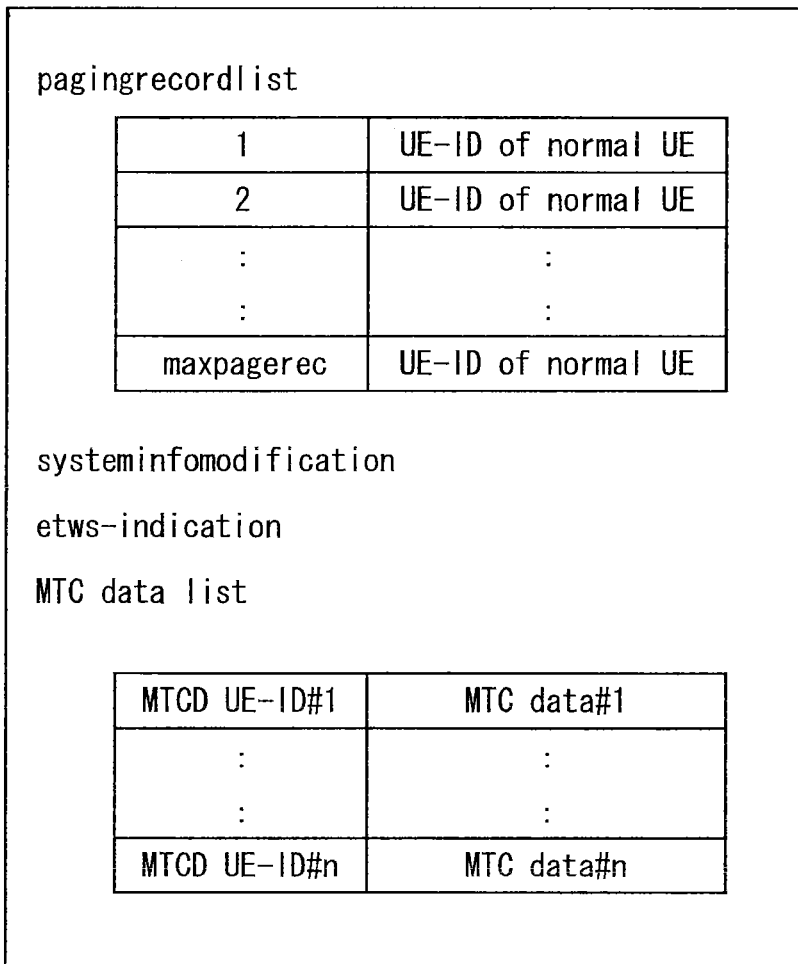 pagingrecordlist
1 UE-ID of normal UE
2 UE-ID of normal UE
: :
: :
maxpagerec UE-ID of normal UE
systeminfomodification
etws-indication
MTC data list
MTCD UE-ID#1 MTC data#1
: :
: :
MTCD UE-ID#n MTC data#n